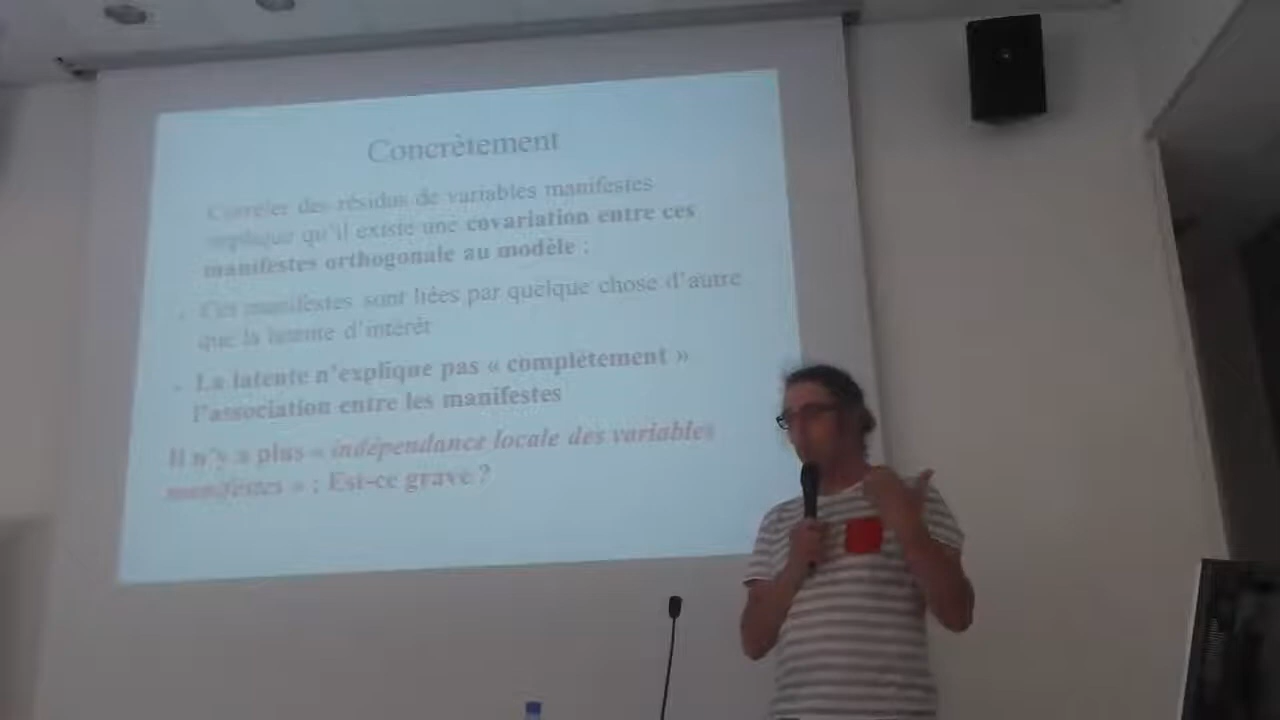 Concrètement
Corréler des résidus de variables manifestes
implique qu'il existe une covariation entre ces
manifestes orthogonale au modèle :
Ces manifestes sont liées par quelque chose d'autre
que la latente d'intérêt
La latente n'explique pas « complètement »
l'association entre les manifestes
Il n'y a plus « indépendance locale des variables
manifestes » : Est-ce grave ?